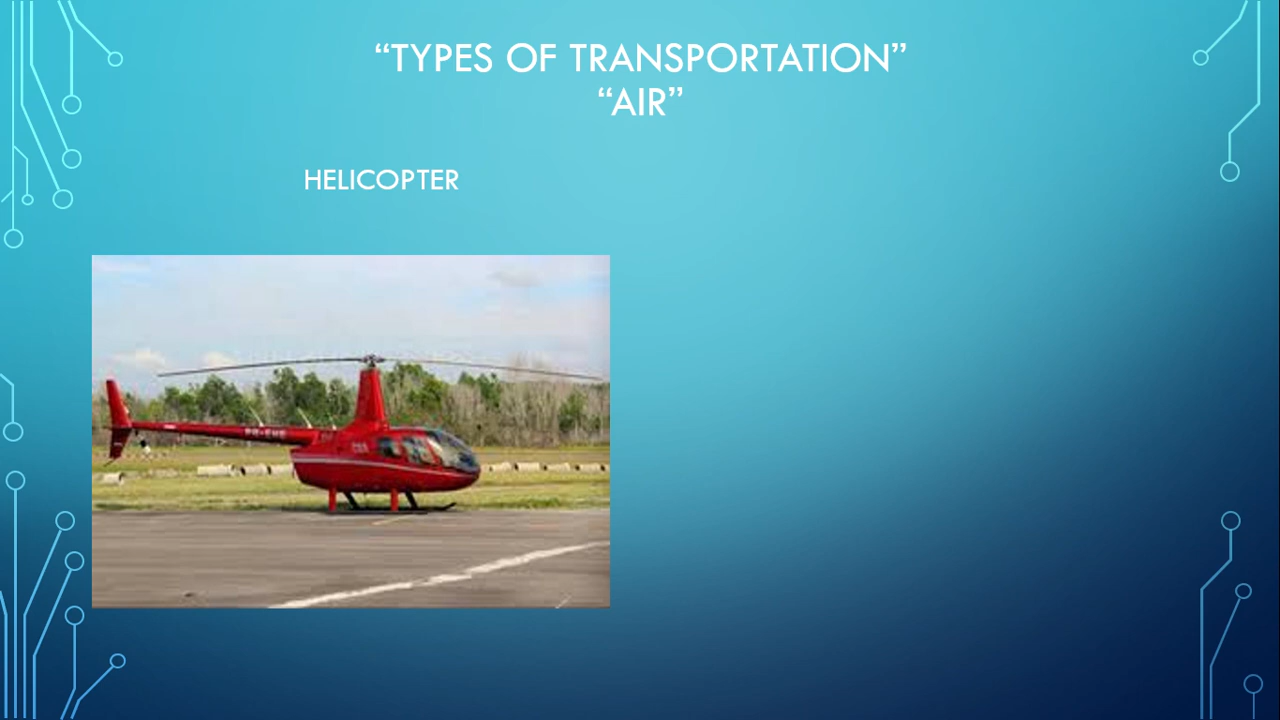 “TYPES OF TRANSPORTATION”
“AIR”
HELICOPTER